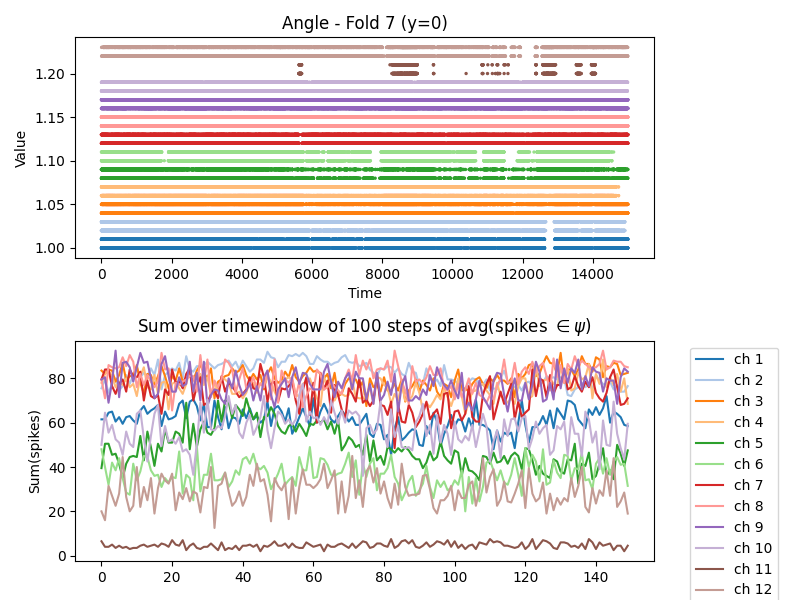 Angle - Fold 7 (y=0)
Value
1.20
1.15
1.10
1.05
1.00
0 2000 4000 6000 8000 10000 12000 14000
Time
Sum over timewindow of 100 steps of avg(spikes ∈ ψ)
Sum(spikes)
80
60
40
20
0
0 20 40 60 80 100 120 140
ch 1
ch 2
ch 3
ch 4
ch 5
ch 6
ch 7
ch 8
ch 9
ch 10
ch 11
ch 12